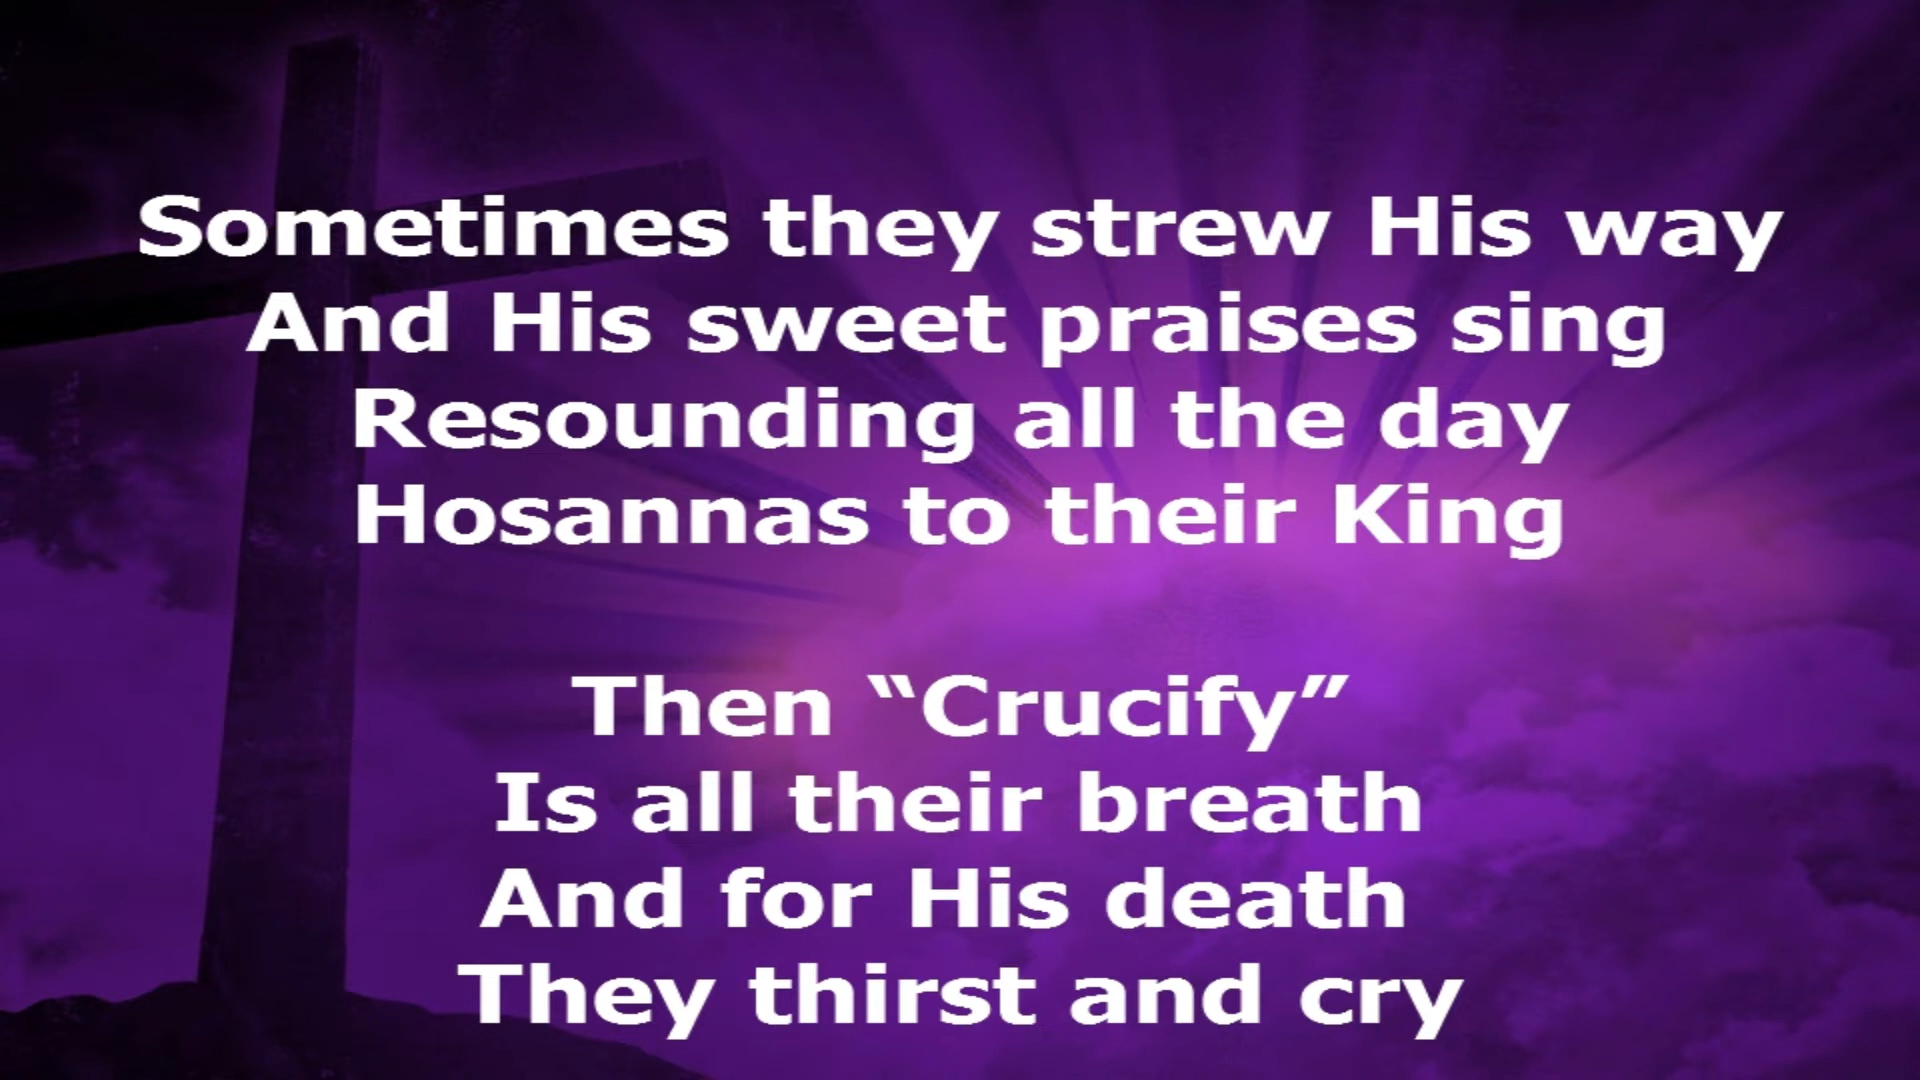 Sometimes they strew His way
And His sweet praises sing
Resounding all the day
Hosannas to their King
Then “Crucify”
Is all their breath
And for His death
They thirst and cry